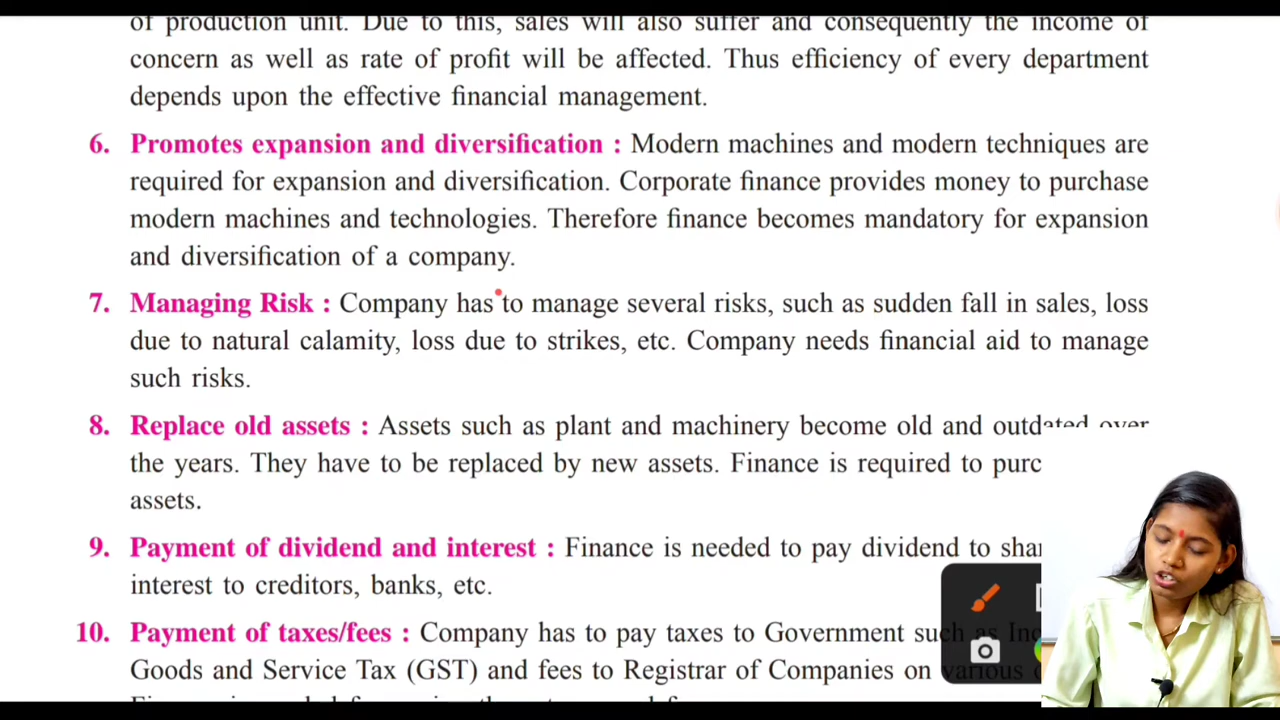 of production unit. Due to this, sales will also suffer and consequently the income of
concern as well as rate of profit will be affected. Thus efficiency of every department
depends upon the effective financial management.
6. Promotes expansion and diversification : Modern machines and modern techniques are
required for expansion and diversification. Corporate finance provides money to purchase
modern machines and technologies. Therefore finance becomes mandatory for expansion
and diversification of a company.
7. Managing Risk : Company has to manage several risks, such as sudden fall in sales, loss
due to natural calamity, loss due to strikes, etc. Company needs financial aid to manage
such risks.
8. Replace old assets : Assets such as plant and machinery become old and outdated over
the years. They have to be replaced by new assets. Finance is required to purc
assets.
9. Payment of dividend and interest : Finance is needed to pay dividend to sha
interest to creditors, banks, etc.
10. Payment of taxes/fees : Company has to pay taxes to Government such as
Goods and Service Tax (GST) and fees to Registrar of Companies on various